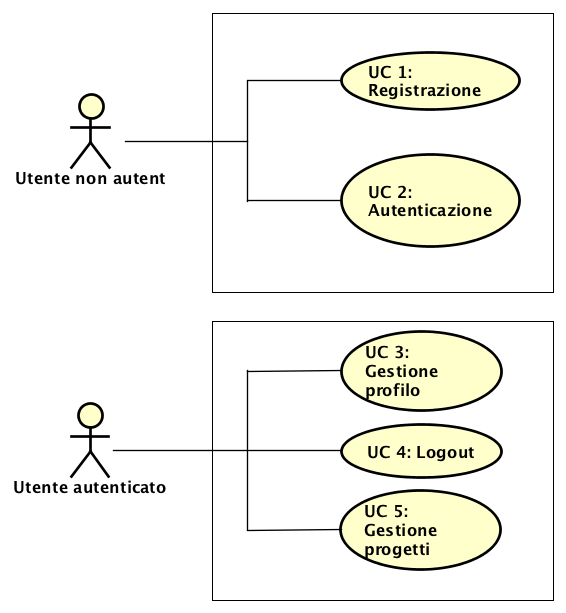 UC 1:
Registrazione
Utente non autent
UC 2:
Autenticazione
UC 3:
Gestione
profilo
UC 4: Logout
Utente autenticato
UC 5:
Gestione
progetti